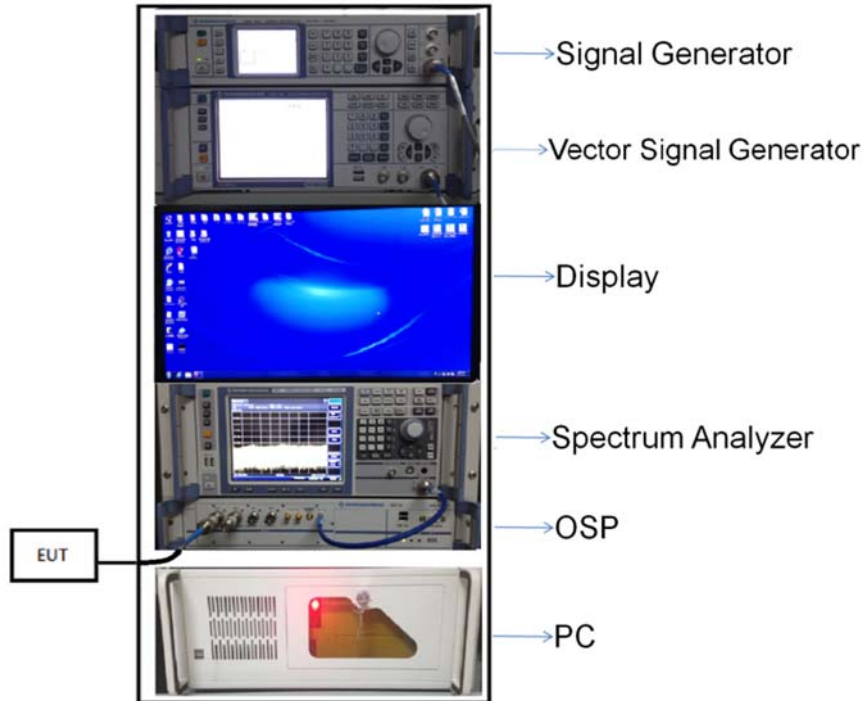 Signal Generator
Vector Signal Generator
Display
Spectrum Analyzer
OSP
EUT
PC